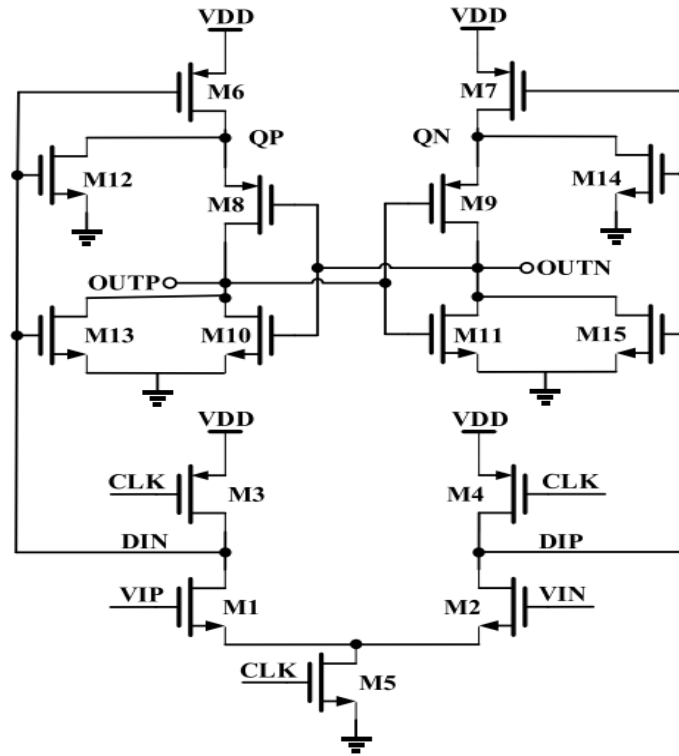 VDD VDD
M6 M7
QP QN
M12 M14
M8 M9
OUTP OUTN
M13 M10 M11 M15
VDD VDD
CLK M3 M4 CLK
DIN DIP
VIP M1 M2 VIN
CLK M5